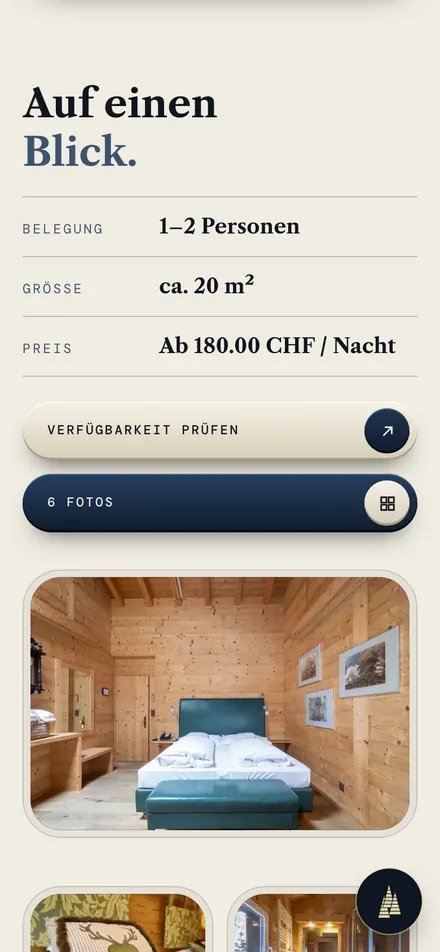 Auf einen
Blick.
BELEGUNG
1–2 Personen
GRÖSSE
ca. 20 m²
PREIS
Ab 180.00 CHF / Nacht
VERFÜGBARKEIT PRÜFEN
6 FOTOS